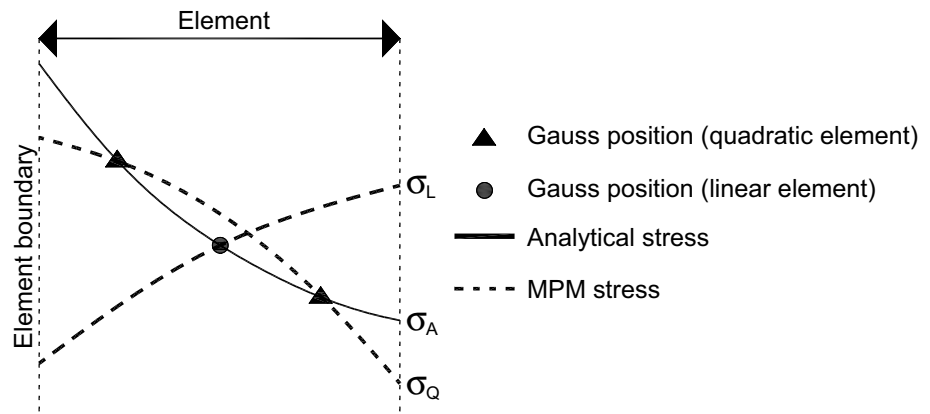 Element
Element boundary
Gauss position (quadratic element)
Gauss position (linear element)
Analytical stress
MPM stress
σL
σA
σQ